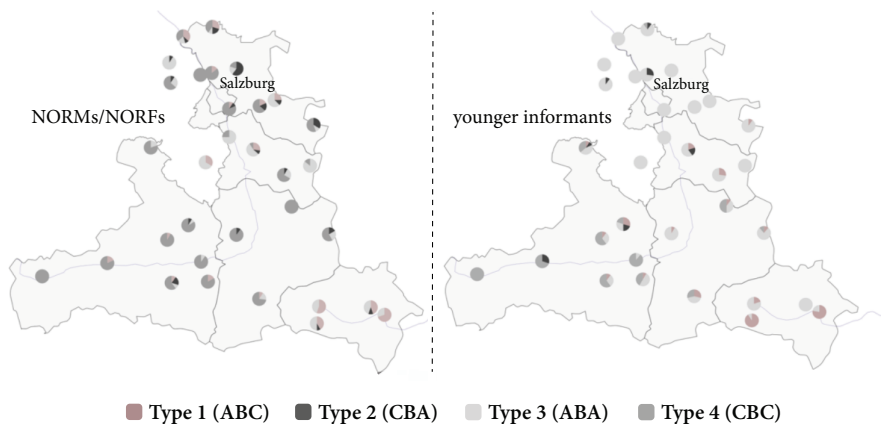 Salzburg
NORMs/NORFs
Salzburg
younger informants
Type 1 (ABC) Type 2 (CBA) Type 3 (ABA) Type 4 (CBC)